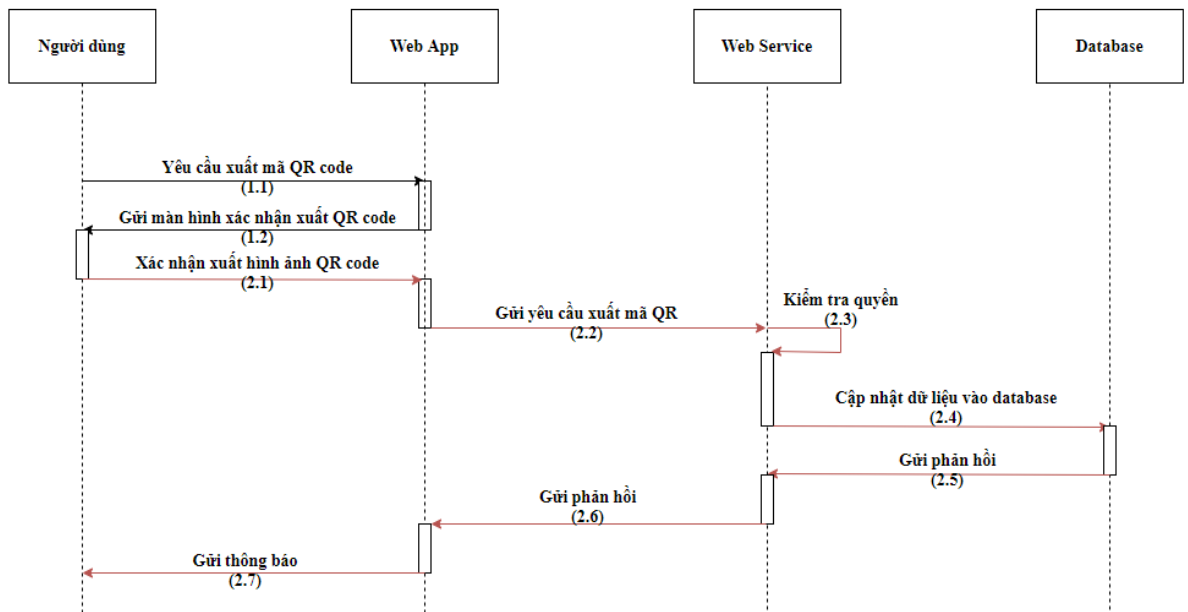 Người dùng
Web App
Web Service
Database
Yêu cầu xuất mã QR code
(1.1)
Gửi màn hình xác nhận xuất QR code
(1.2)
Xác nhận xuất hình ảnh QR code
(2.1)
Gửi yêu cầu xuất mã QR
(2.2)
Kiểm tra quyền
(2.3)
Cập nhật dữ liệu vào database
(2.4)
Gửi phản hồi
(2.5)
Gửi phản hồi
(2.6)
Gửi thông báo
(2.7)